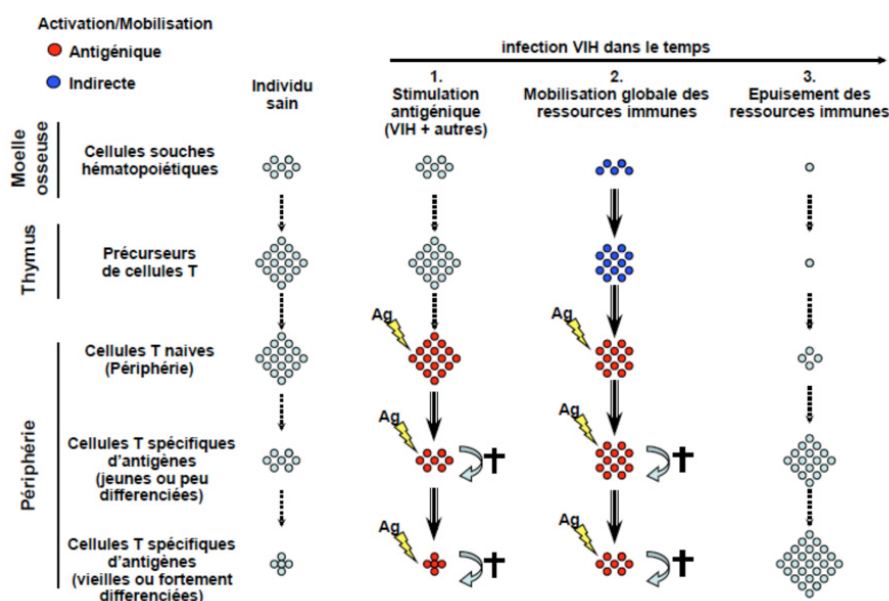 Activation/Mobilisation
Antigénique
Indirecte
infection VIH dans le temps
Individu
sain
1.
Stimulation
antigénique
(VIH + autres)
2.
Mobilisation globale des
ressources immunes
3.
Epuisement des
ressources immunes
Moelle
osseuse
Cellules souches
hématopoiétiques
Thymus
Précurseurs
de cellules T
Ag
Ag
Périphérie
Cellules T naives
(Périphérie)
Ag
Ag
Cellules T spécifiques
d'antigènes
(jeunes ou peu
differenciées)
Ag
Ag
Cellules T spécifiques
d'antigènes
(vieilles ou fortement
differenciées)